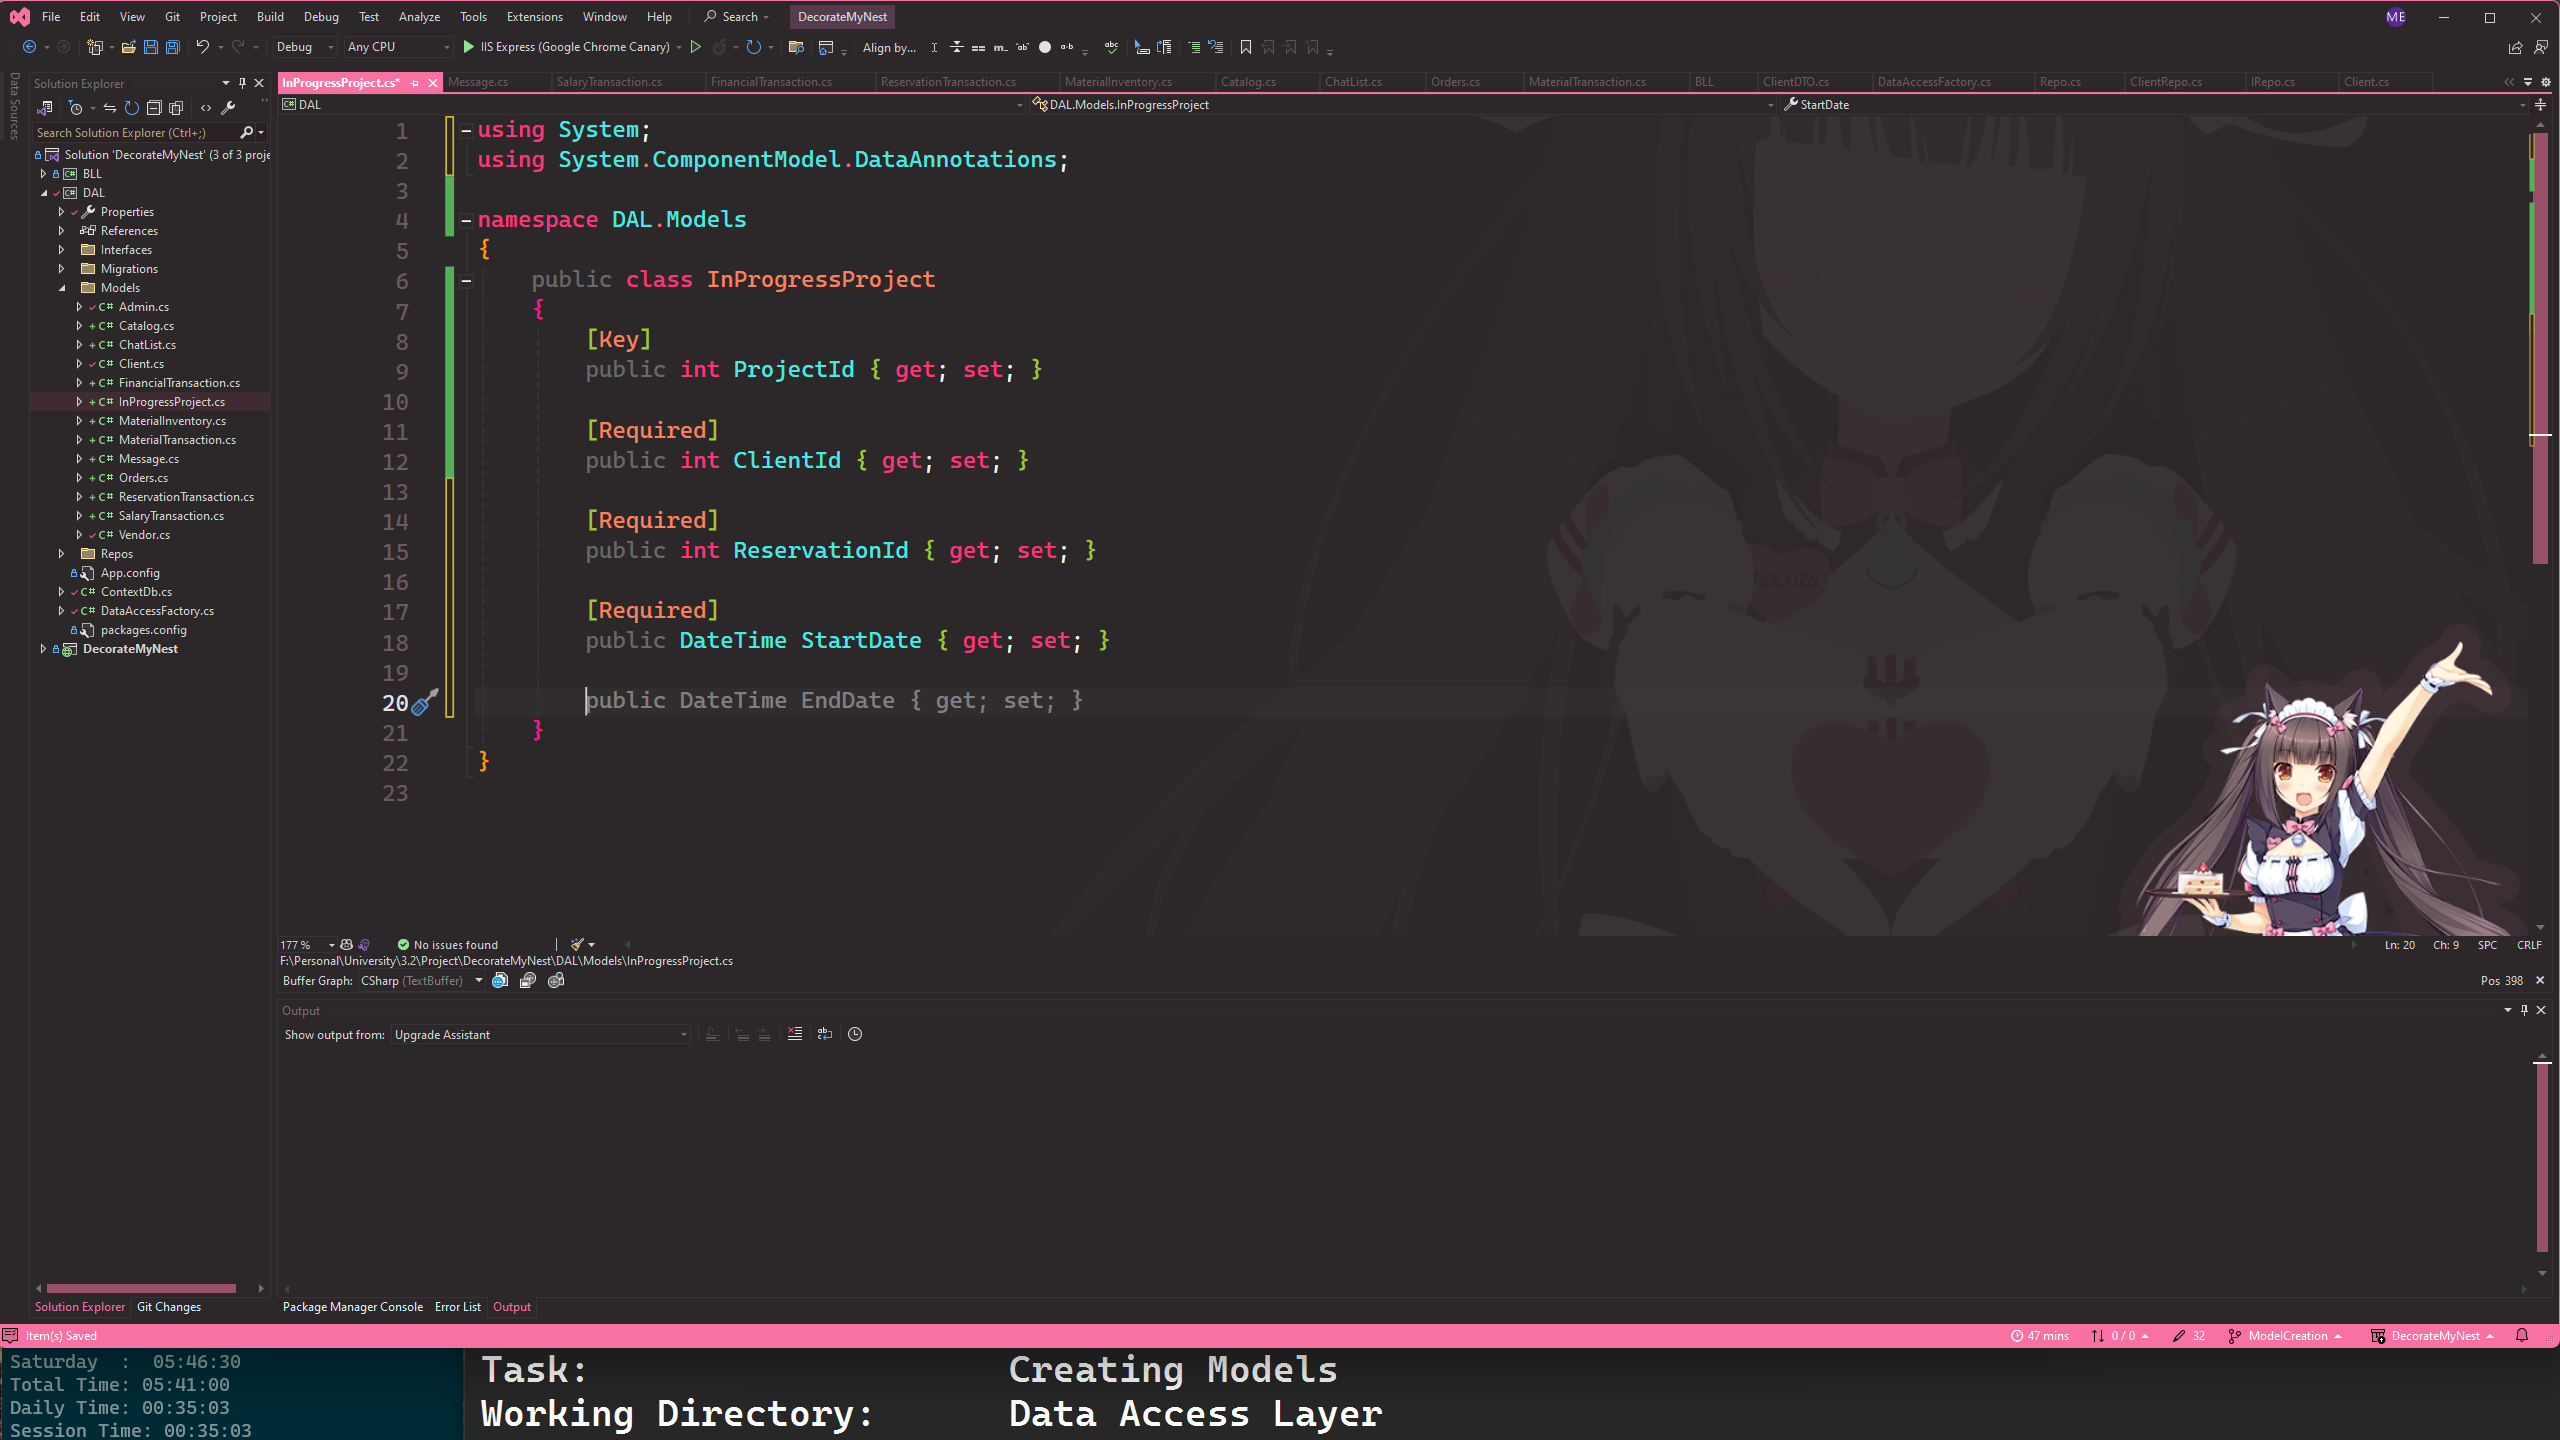 File Edit View Git Project Build Debug Test Analyze Tools Extensions Window Help Search DecorateMyNest ME
Debug Any CPU IIS Express (Google Chrome Canary) Align by...
Data Sources
Solution Explorer
Search Solution Explorer (Ctrl+;)
Solution 'DecorateMyNest' (3 of 3 proje
BLL
DAL
Properties
References
Interfaces
Migrations
Models
C# Admin.cs
C# Catalog.cs
C# ChatList.cs
C# Client.cs
C# FinancialTransaction.cs
C# InProgressProject.cs
C# MaterialInventory.cs
C# MaterialTransaction.cs
C# Message.cs
C# Orders.cs
C# ReservationTransaction.cs
C# SalaryTransaction.cs
C# Vendor.cs
Repos
App.config
C# ContextDb.cs
C# DataAccessFactory.cs
packages.config
DecorateMyNest
Solution Explorer Git Changes
InProgressProject.cs* Message.cs SalaryTransaction.cs FinancialTransaction.cs ReservationTransaction.cs MaterialInventory.cs Catalog.cs ChatList.cs Orders.cs MaterialTransaction.cs BLL ClientDTO.cs DataAccessFactory.cs Repo.cs ClientRepo.cs IRepo.cs Client.cs
DAL DAL.Models.InProgressProject StartDate
1 using System;
2 using System.ComponentModel.DataAnnotations;
3
4 namespace DAL.Models
5 {
6 public class InProgressProject
7 {
8 [Key]
9 public int ProjectId { get; set; }
10
11 [Required]
12 public int ClientId { get; set; }
13
14 [Required]
15 public int ReservationId { get; set; }
16
17 [Required]
18 public DateTime StartDate { get; set; }
19
20 public DateTime EndDate { get; set; }
21 }
22 }
23
177 % No issues found Ln: 20 Ch: 9 SPC CRLF
F:\Personal\University\3.2\Project\DecorateMyNest\DAL\Models\InProgressProject.cs
Buffer Graph: CSharp (TextBuffer) Pos 398
Output
Show output from: Upgrade Assistant
Package Manager Console Error List Output
Item(s) Saved 47 mins 0 / 0 32 ModelCreation DecorateMyNest
Saturday : 05:46:30
Total Time: 05:41:00
Daily Time: 00:35:03
Session Time: 00:35:03
Task: Creating Models
Working Directory: Data Access Layer